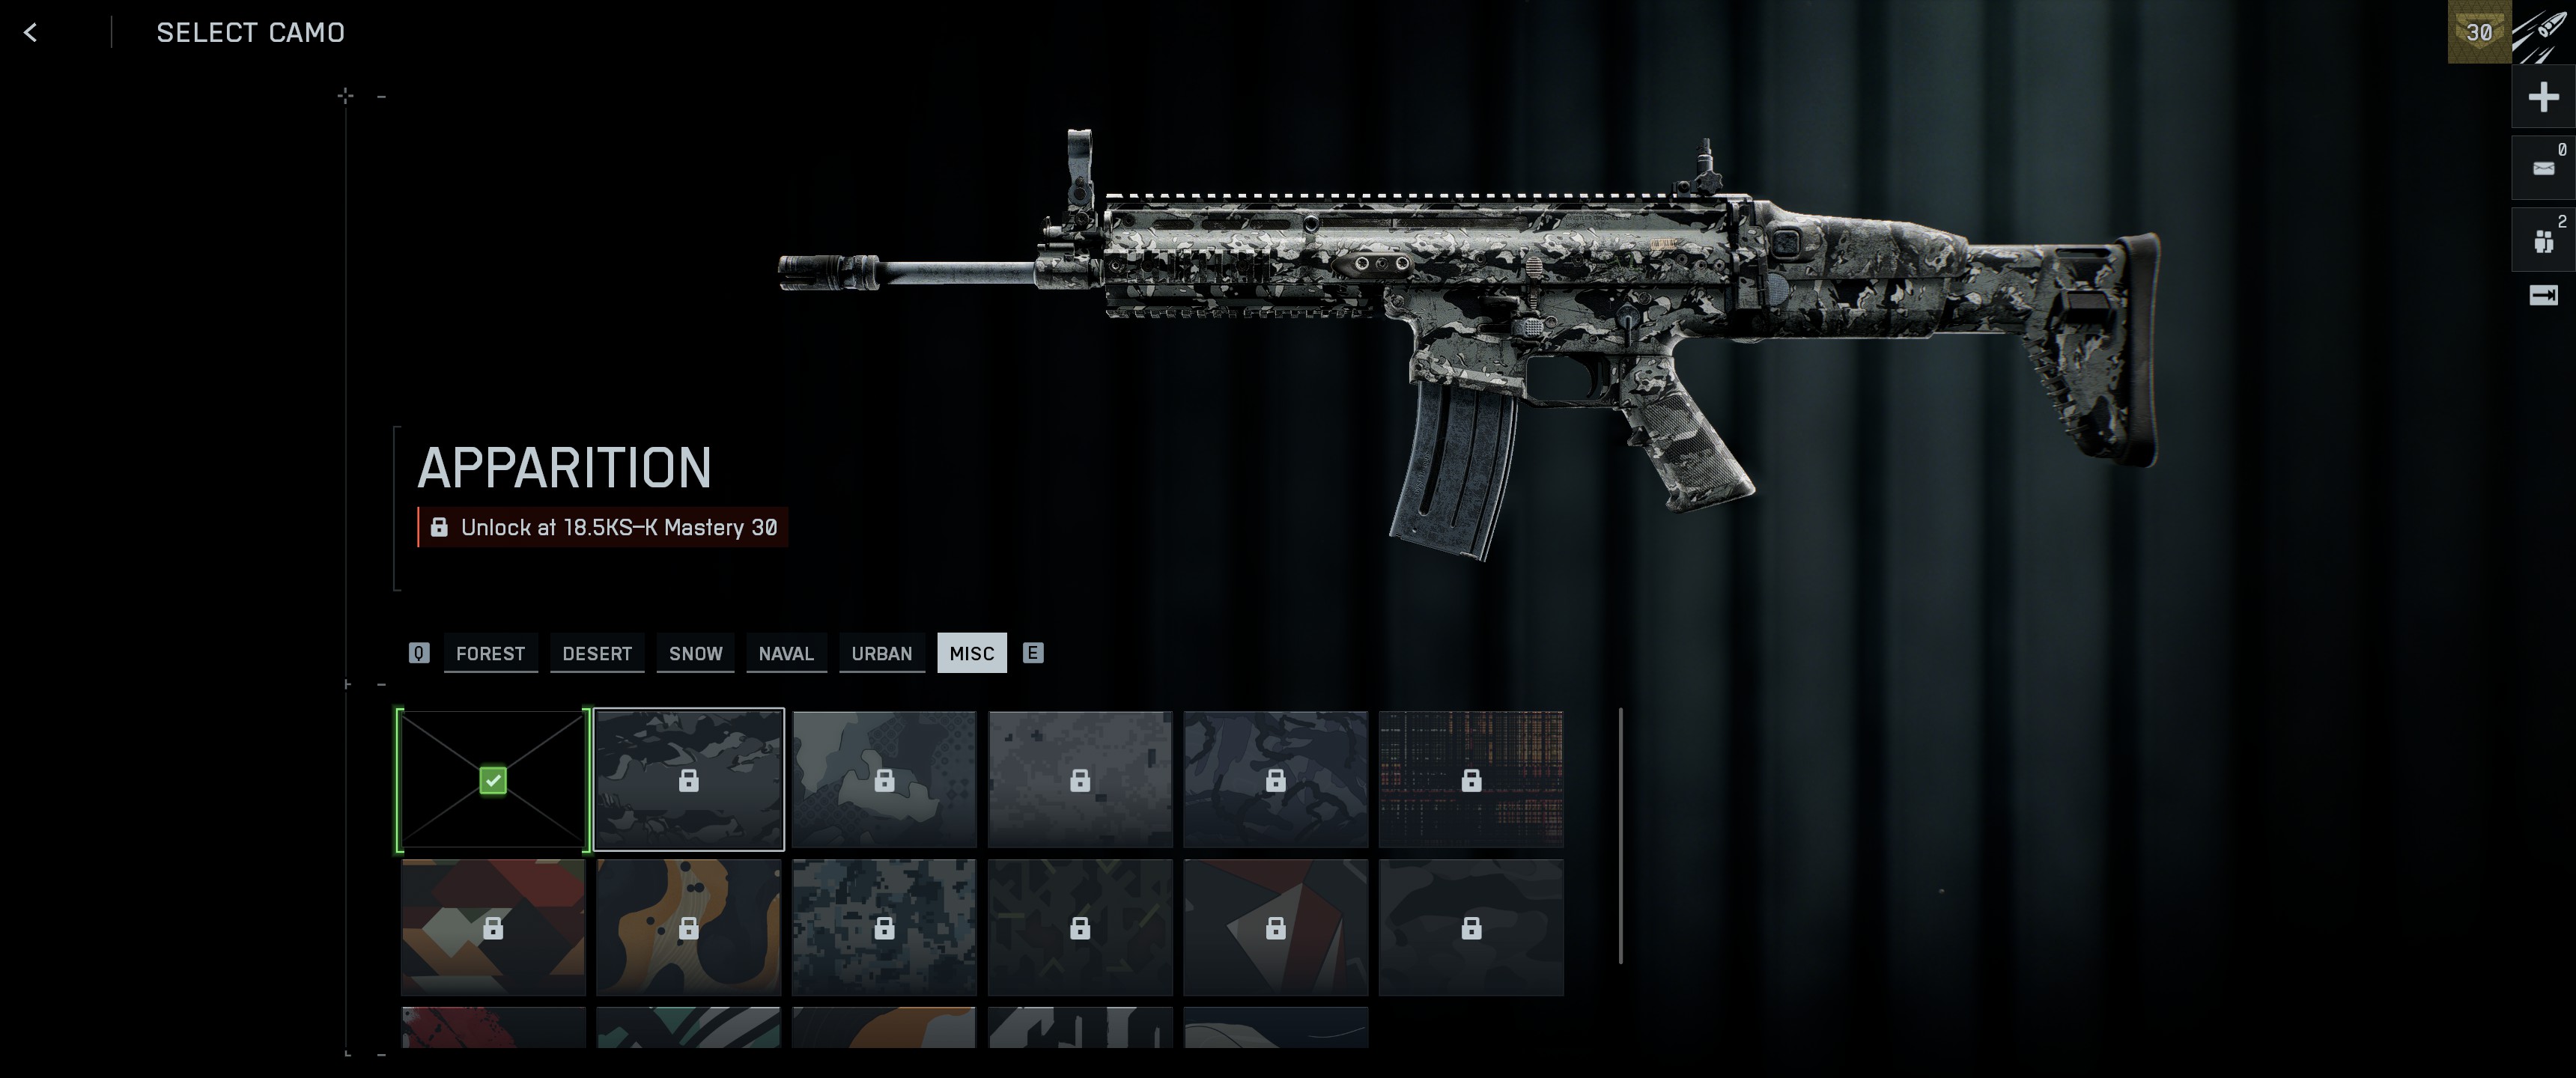 SELECT CAMO
30
0
2
APPARITION
Unlock at 18.5KS–K Mastery 30
Q FOREST DESERT SNOW NAVAL URBAN MISC E